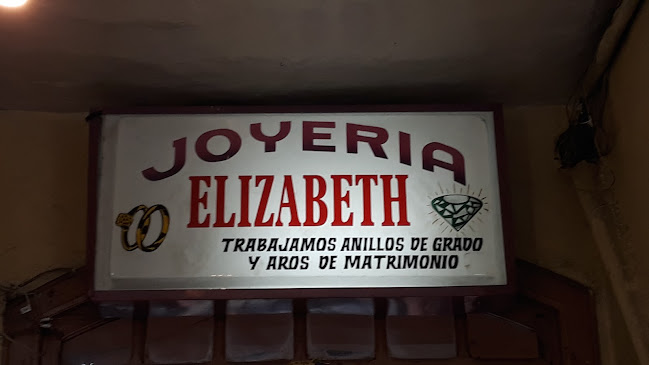 JOYERIA
ELIZABETH
TRABAJAMOS ANILLOS DE GRADO
Y AROS DE MATRIMONIO